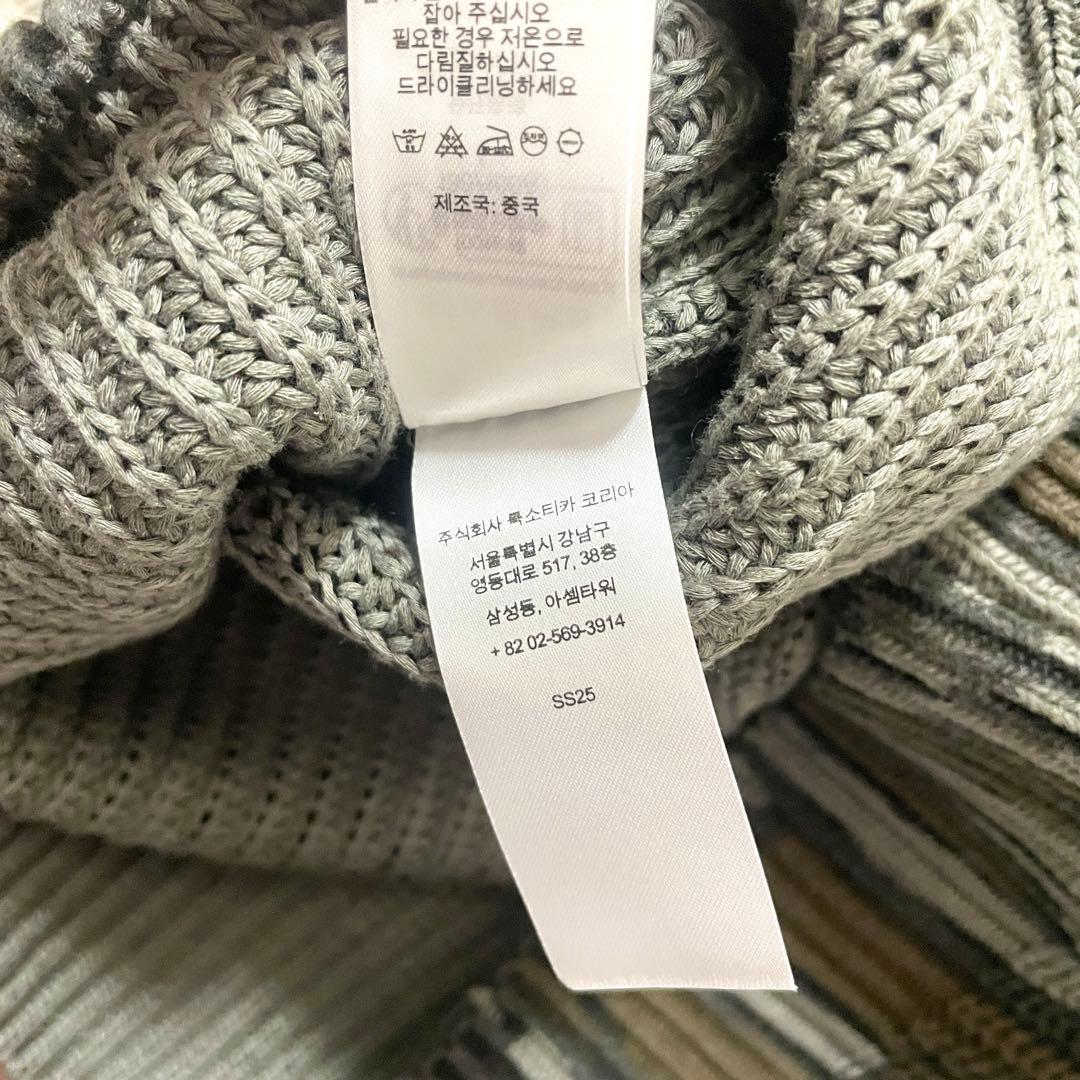 잡아 주십시오
필요한 경우 저온으로
다림질하십시오
드라이클리닝하세요
제조국: 중국
주식회사 룩소티카 코리아
서울특별시 강남구
영동대로 517, 38층
삼성동, 아셈타워
+ 82 02-569-3914
SS25